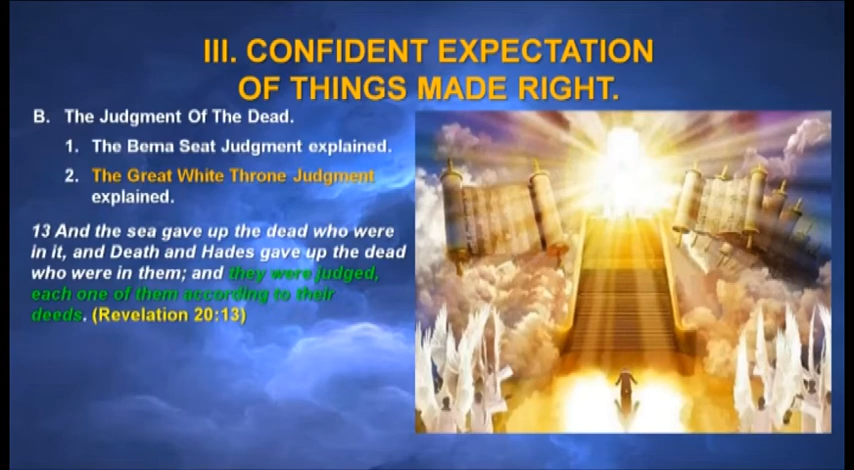 III. CONFIDENT EXPECTATION
OF THINGS MADE RIGHT.
B. The Judgment Of The Dead.
1. The Bema Seat Judgment explained.
2. The Great White Throne Judgment
explained.
13 And the sea gave up the dead who were
in it, and Death and Hades gave up the dead
who were in them; and they were judged,
each one of them according to their
deeds. (Revelation 20:13)